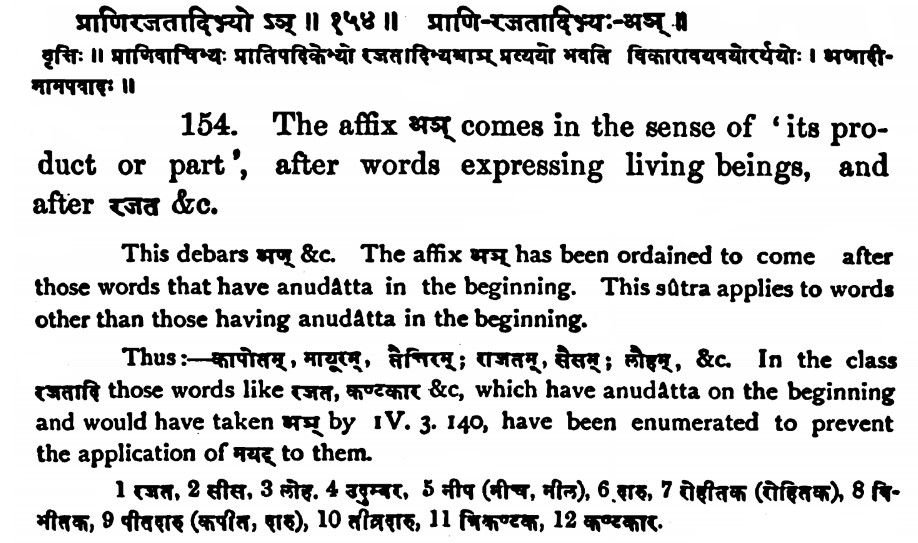 प्राणिरजतादिभ्यो ऽञ् ॥ १५४ ॥ प्राणि-रजतादिभ्यः-अञ् ॥
वृत्तिः ॥ प्राणिवाचिभ्यः प्रातिपदिकेभ्यो रजतादिभ्यश्चाञ् प्रत्ययो भवति विकारावयवयोरर्थयोः । अणादी-
नामपवादः ॥
154. The affix अञ् comes in the sense of ‘its pro-
duct or part’, after words expressing living beings, and
after रजत &c.
This debars अण् &c. The affix अञ् has been ordained to come after
those words that have anudâtta in the beginning. This sûtra applies to words
other than those having anudâtta in the beginning.
Thus :—कापोतम्, मायूरम्, तैत्तिरम्; राजतम्, सैसम्; लौहम्, &c. In the class
रजतादि those words like रजत, कण्टकार &c, which have anudâtta on the beginning
and would have taken अञ् by IV. 3. 140, have been enumerated to prevent
the application of मयट् to them.
1 रजत, 2 सीस, 3 लोह. 4 उदुम्बर, 5 नीप (नीच, नील), 6 दारु, 7 रोहीतक (रोहितक), 8 बि-
भीतक, 9 पीतदारु (कपीत, दारु), 10 तीव्रदारु, 11 त्रिकण्टक, 12 कण्टकार.